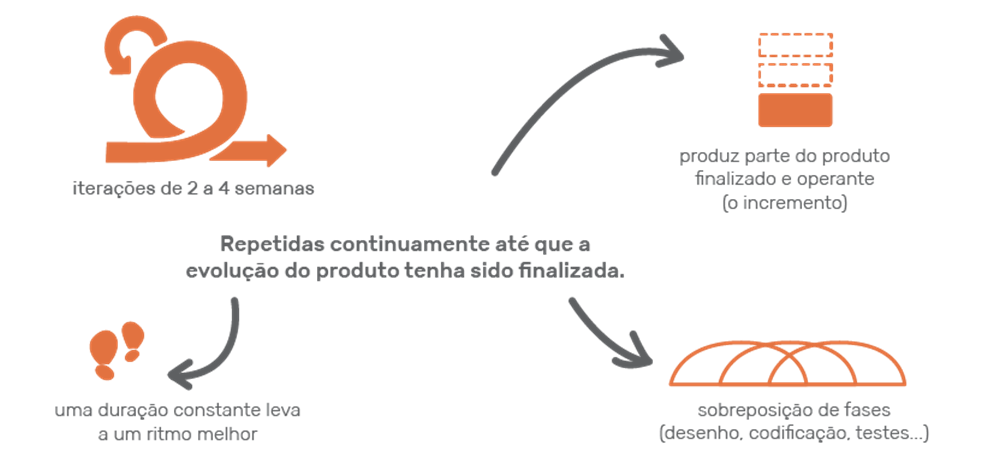 iterações de 2 a 4 semanas
produz parte do produto
finalizado e operante
(o incremento)
Repetidas continuamente até que a
evolução do produto tenha sido finalizada.
uma duração constante leva
a um ritmo melhor
sobreposição de fases
(desenho, codificação, testes...)